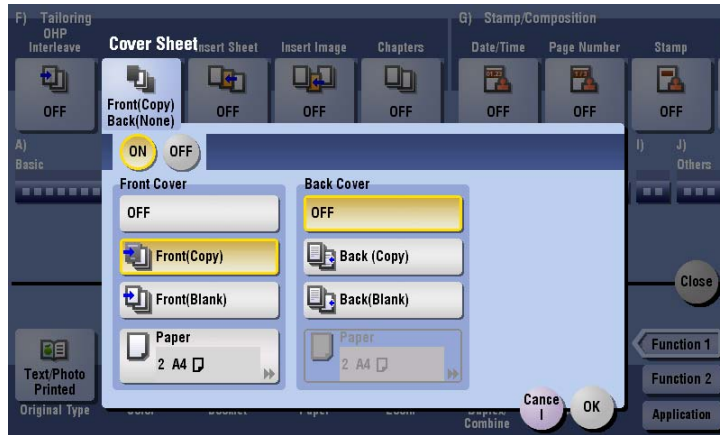 F) Tailoring
G) Stamp/Composition
OHP
Interleave
Cover Sheet
nsert Sheet
Insert Image
Chapters
Date/Time
Page Number
Stamp
OFF
Front(Copy)
Back(None)
OFF
OFF
OFF
OFF
OFF
OFF
A)
Basic
I)
J)
Others
ON
OFF
Front Cover
Back Cover
OFF
OFF
Front(Copy)
Back (Copy)
Front(Blank)
Back(Blank)
Paper
2 A4
Paper
2 A4
Close
Text/Photo
Printed
Original Type
Color
Booklet
Paper
Zoom
Duplex/
Combine
Cance
l
OK
Function 1
Function 2
Application